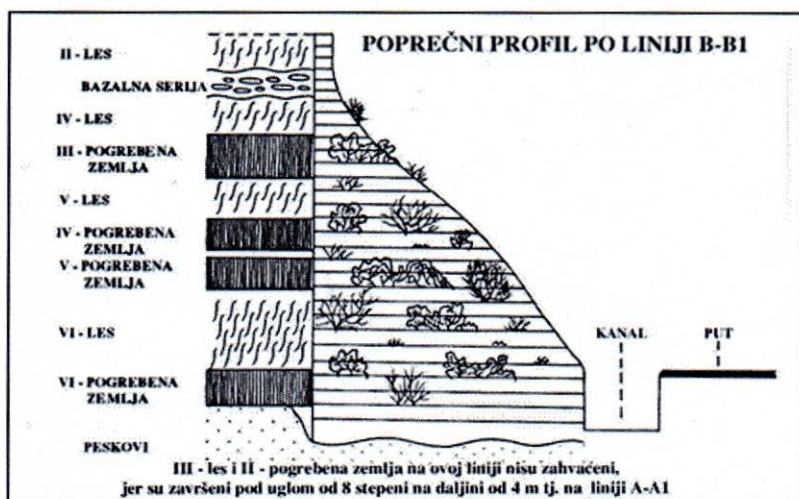 POPREČNI PROFIL PO LINIJI B-B1
II-LES
BAZALNA SERIJA
IV-LES
III-POGREBENA
ZEMLJA
V-LES
IV-POGREBENA
ZEMLJA
V-POGREBENA
ZEMLJA
VI-LES
VI-POGREBENA
ZEMLJA
PESKOVI
KANAL
PUT
III - les i II - pogrebena zemlja na ovoj liniji nisu zahvaćeni,
jer su završeni pod uglom od 8 stepeni na daljini od 4 m tj. na liniji A-A1